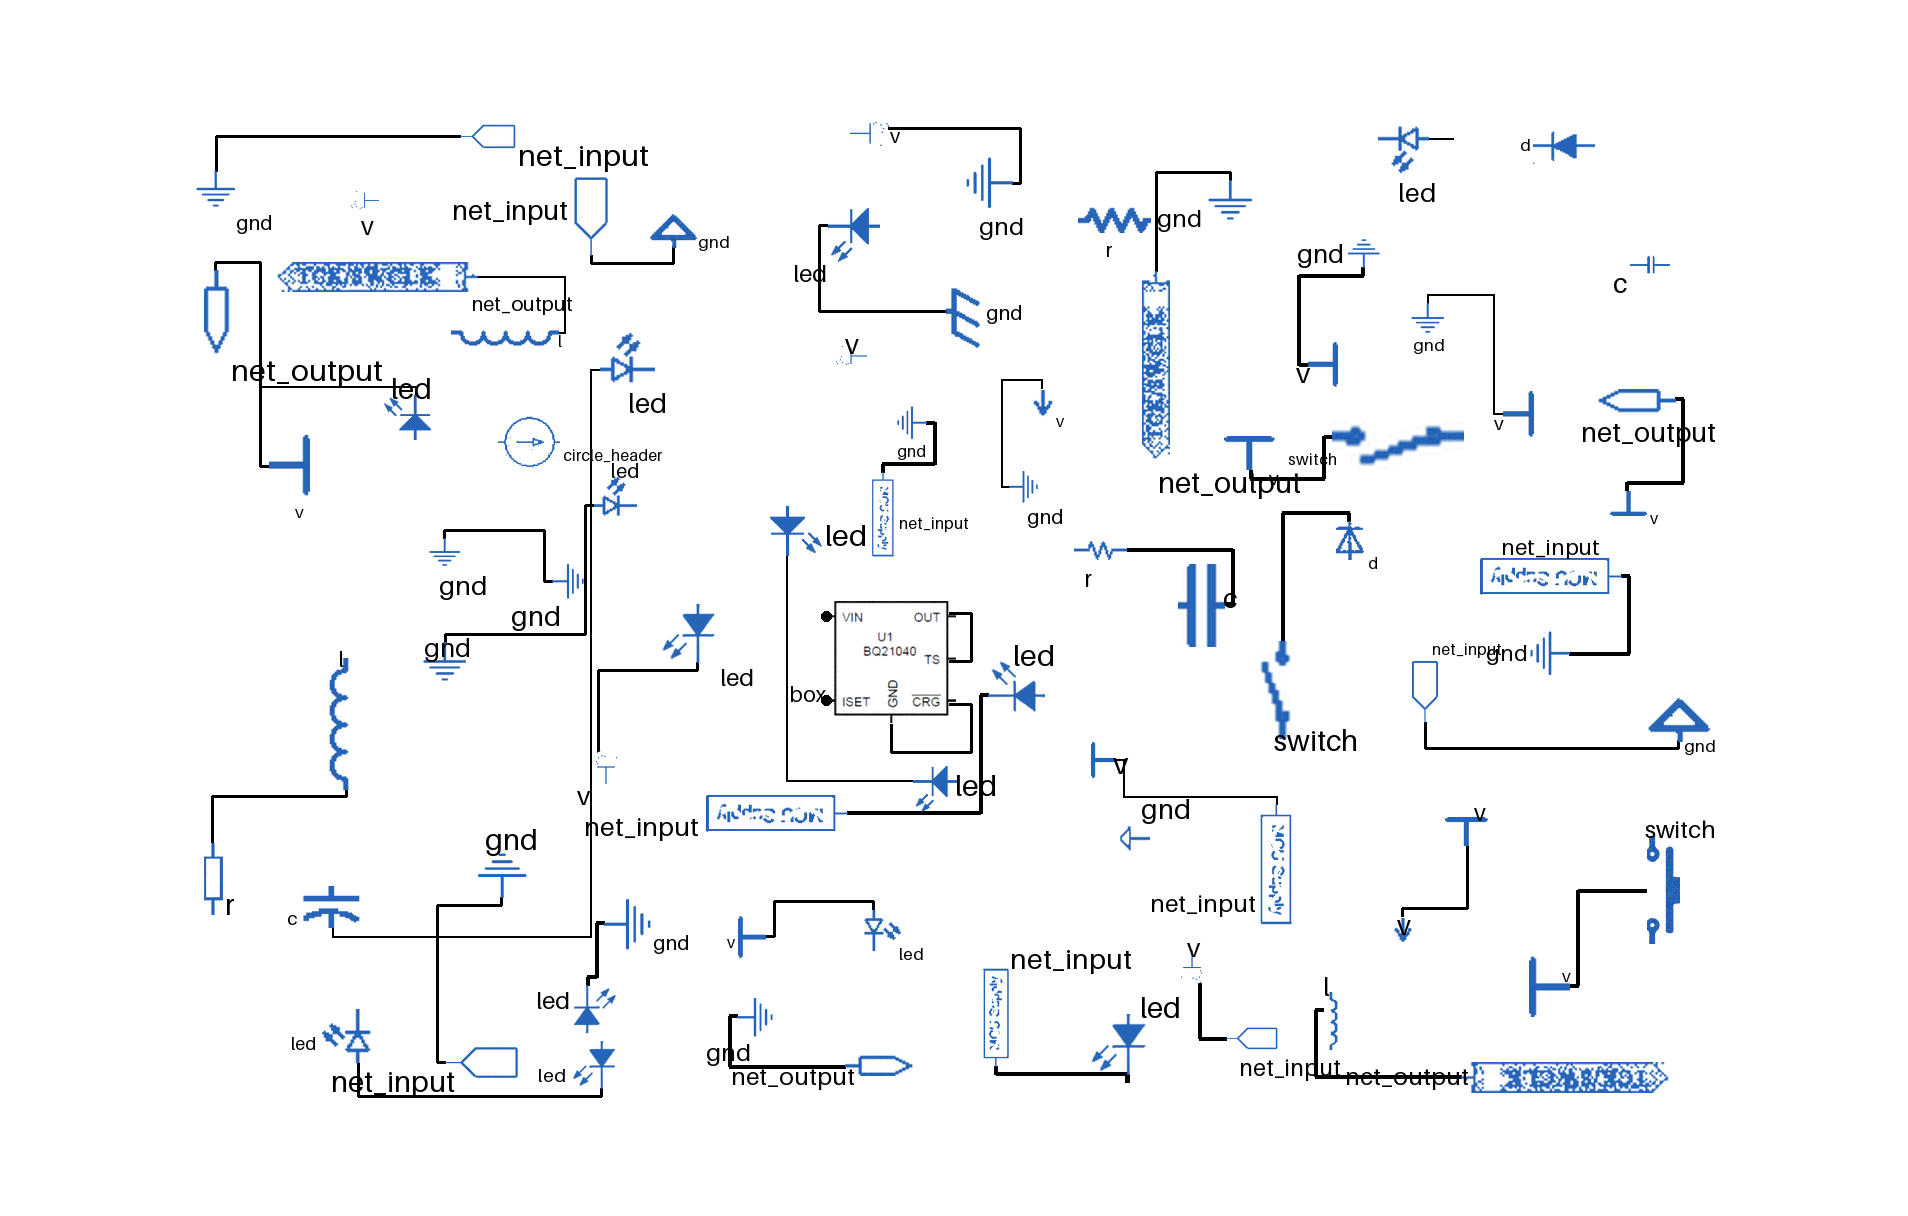 net_input
v
led
d
gnd
v
net_input
gnd
gnd
gnd
r
gnd
led
gnd
c
net_output
l
gnd
v
gnd
v
net_output
led
led
v
v
net_output
gnd
circle_header
led
switch
v
net_output
v
gnd
v
net_input
led
net_input
d
gnd
r
c
gnd
gnd
VIN
OUT
U1
BQ21040
TS
box
ISET
GND
CRG
led
led
l
net_input
gnd
gnd
switch
v
led
v
net_input
gnd
v
switch
gnd
r
c
net_input
v
gnd
v
led
net_input
MCU Supply
v
v
led
led
l
led
gnd
net_output
led
net_input
net_input
net_output